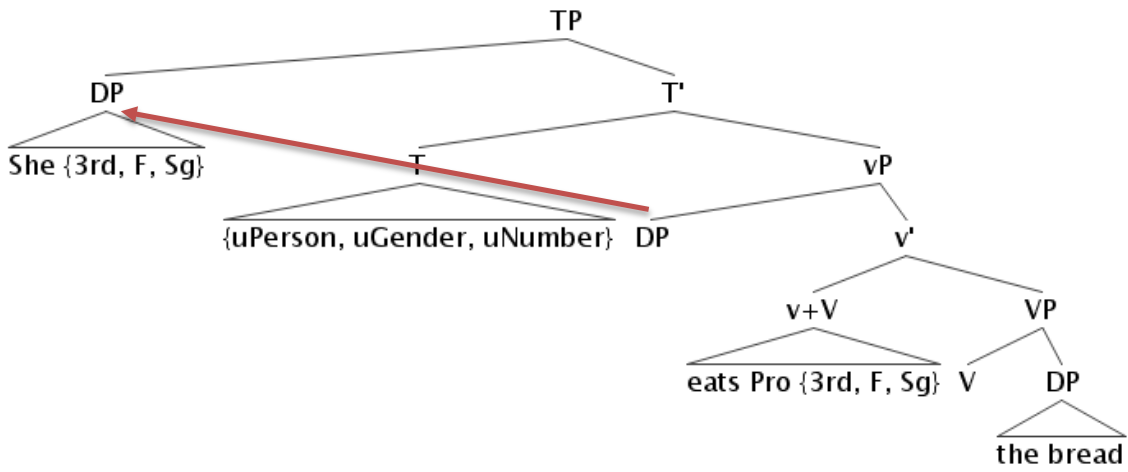 TP
DP T'
She {3rd, F, Sg} T vP
{uPerson, uGender, uNumber} DP v'
v+V VP
eats Pro {3rd, F, Sg} V DP
the bread